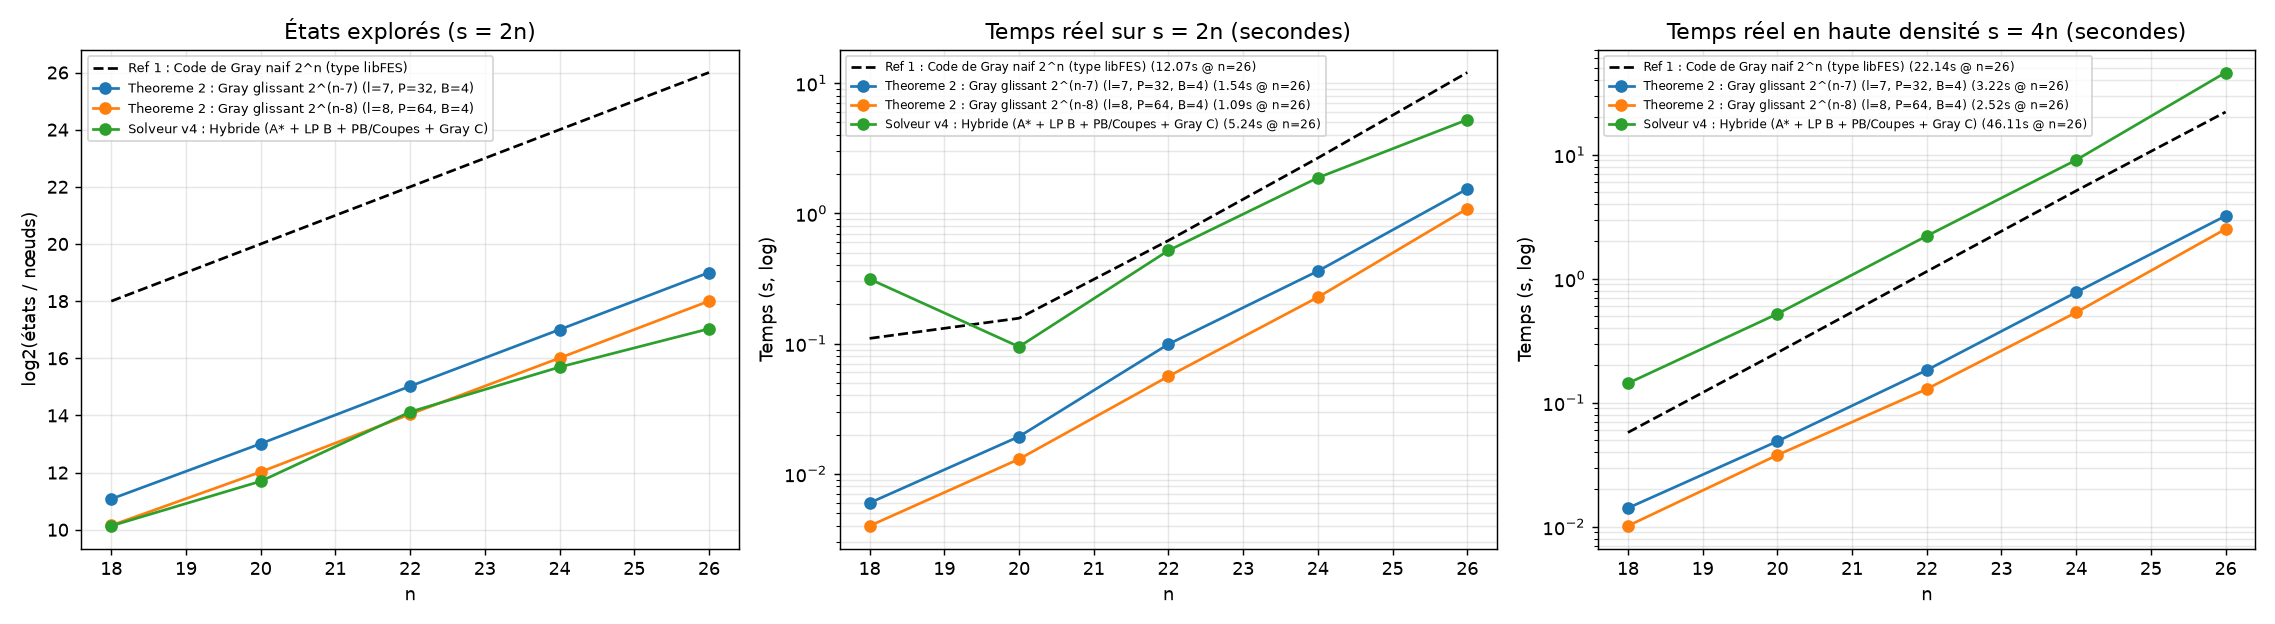 États explorés (s = 2n)
Ref 1 : Code de Gray naif 2^n (type libFES)
Theoreme 2 : Gray glissant 2^(n-7) (l=7, P=32, B=4)
Theoreme 2 : Gray glissant 2^(n-8) (l=8, P=64, B=4)
Solveur v4 : Hybride (A* + LP B + PB/Coupes + Gray C)
log2(états / nœuds)
26
24
22
20
18
16
14
12
10
18 19 20 21 22 23 24 25 26
n
Temps réel sur s = 2n (secondes)
Ref 1 : Code de Gray naif 2^n (type libFES) (12.07s @ n=26)
Theoreme 2 : Gray glissant 2^(n-7) (l=7, P=32, B=4) (1.54s @ n=26)
Theoreme 2 : Gray glissant 2^(n-8) (l=8, P=64, B=4) (1.09s @ n=26)
Solveur v4 : Hybride (A* + LP B + PB/Coupes + Gray C) (5.24s @ n=26)
Temps (s, log)
10¹
10⁰
10⁻¹
10⁻²
18 19 20 21 22 23 24 25 26
n
Temps réel en haute densité s = 4n (secondes)
Ref 1 : Code de Gray naif 2^n (type libFES) (22.14s @ n=26)
Theoreme 2 : Gray glissant 2^(n-7) (l=7, P=32, B=4) (3.22s @ n=26)
Theoreme 2 : Gray glissant 2^(n-8) (l=8, P=64, B=4) (2.52s @ n=26)
Solveur v4 : Hybride (A* + LP B + PB/Coupes + Gray C) (46.11s @ n=26)
Temps (s, log)
10¹
10⁰
10⁻¹
10⁻²
18 19 20 21 22 23 24 25 26
n